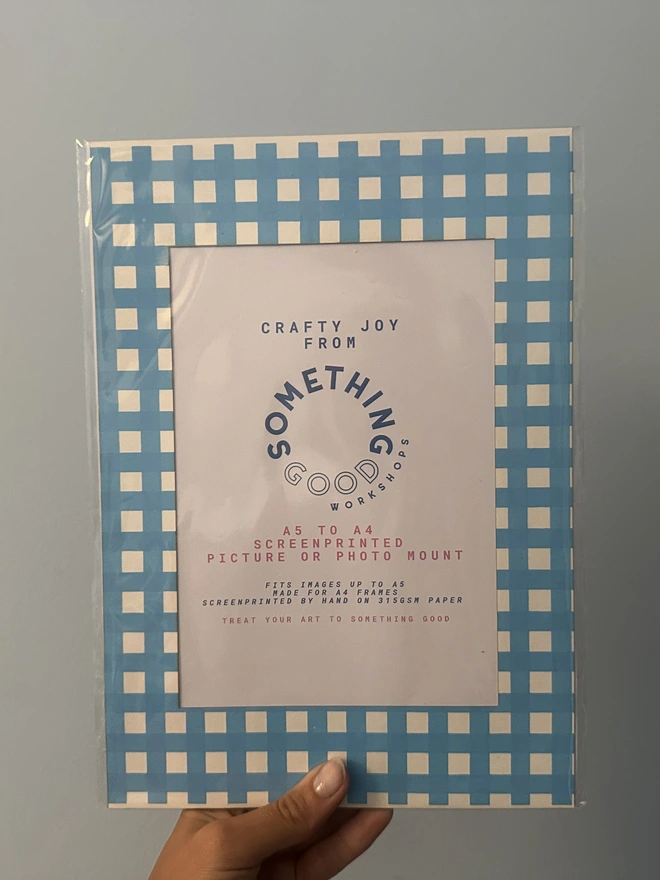 CRAFTY JOY
FROM
SOMETHING
GOOD
WORKSHOPS
A5 TO A4
SCREENPRINTED
PICTURE OR PHOTO MOUNT
FITS IMAGES UP TO A5
MADE FOR A4 FRAMES
SCREENPRINTED BY HAND ON 315GSM PAPER
TREAT YOUR ART TO SOMETHING GOOD